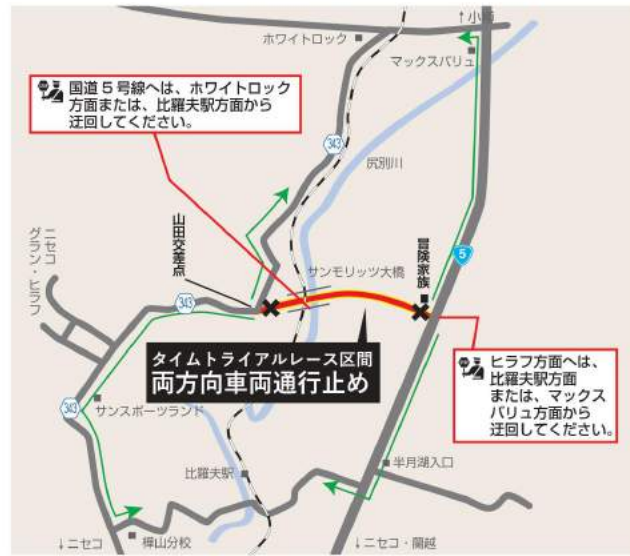 ↑小樽
ホワイトロック
マックスバリュ
国道5号線へは、ホワイトロック
方面または、比羅夫駅方面から
迂回してください。
343
尻別川
山田交差点
ニセコ
グラン・ヒラフ
サンモリッツ大橋
冒険家族
5
343
タイムトライアルレース区間
両方向車両通行止め
ヒラフ方面へは、
比羅夫駅方面
または、マックス
バリュ方面から
迂回してください。
343
サンスポーツランド
比羅夫駅
半月湖入口
↓ニセコ
樺山分校
↓ニセコ・蘭越